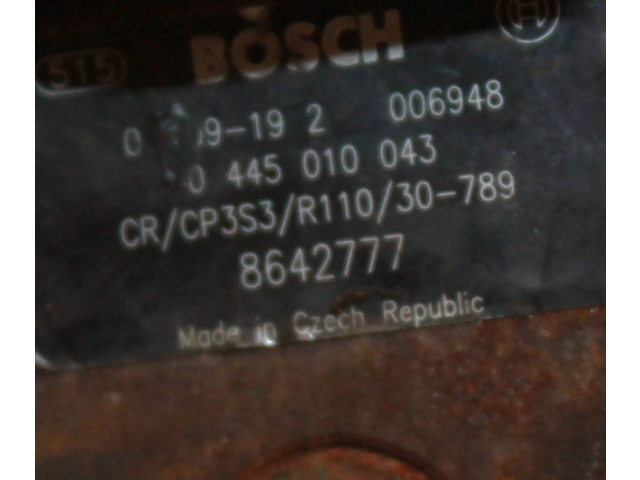 515 BOSCH
9-19 2 006948
0 445 010 043
CR/CP3S3/R110/30-789
8642777
Made in Czech Republic